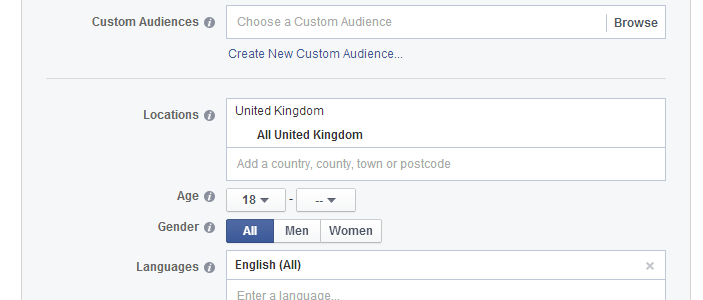 Custom Audiences Choose a Custom Audience Browse
Create New Custom Audience...
Locations United Kingdom
All United Kingdom
Add a country, county, town or postcode
Age 18 - --
Gender All Men Women
Languages English (All)
Enter a language...